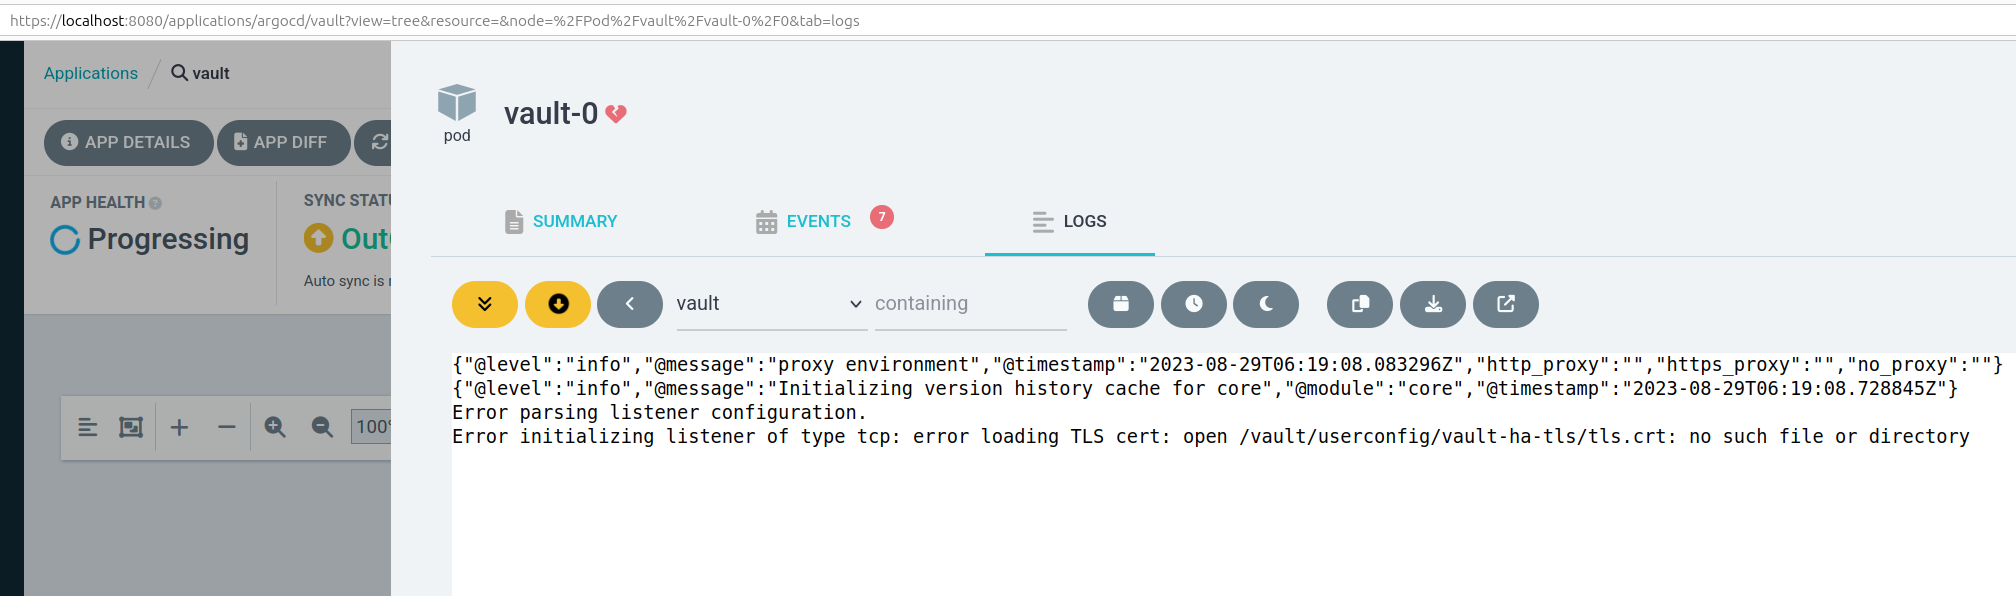 https://localhost:8080/applications/argocd/vault?view=tree&resource=&node=%2FPod%2Fvault%2Fvault-0%2F0&tab=logs
Applications / vault
APP DETAILS
APP DIFF
APP HEALTH
SYNC STATU
Progressing
Out
Auto sync is
100%
pod
vault-0
SUMMARY
EVENTS 7
LOGS
vault
containing
{"@level":"info","@message":"proxy environment","@timestamp":"2023-08-29T06:19:08.083296Z","http_proxy":"","https_proxy":"","no_proxy":""}
{"@level":"info","@message":"Initializing version history cache for core","@module":"core","@timestamp":"2023-08-29T06:19:08.728845Z"}
Error parsing listener configuration.
Error initializing listener of type tcp: error loading TLS cert: open /vault/userconfig/vault-ha-tls/tls.crt: no such file or directory